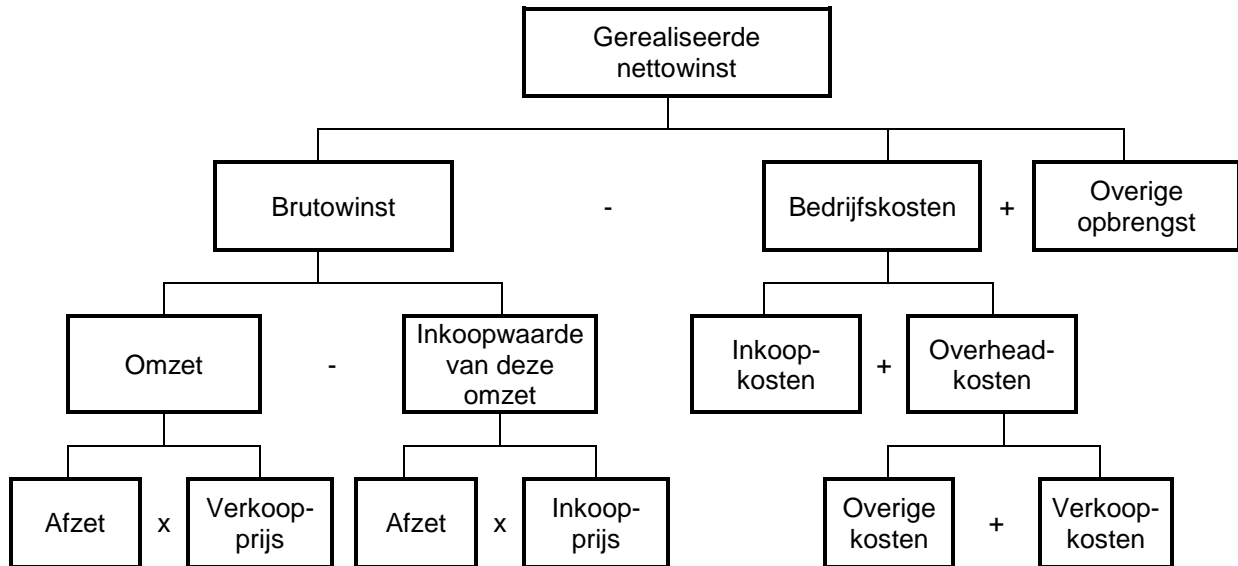 Gerealiseerde
nettowinst
Brutowinst
-
Bedrijfskosten
+
Overige
opbrengst
Omzet
-
Inkoopwaarde
van deze
omzet
Inkoop-
kosten
+
Overhead-
kosten
Afzet
x
Verkoop-
prijs
Afzet
x
Inkoop-
prijs
Overige
kosten
+
Verkoop-
kosten